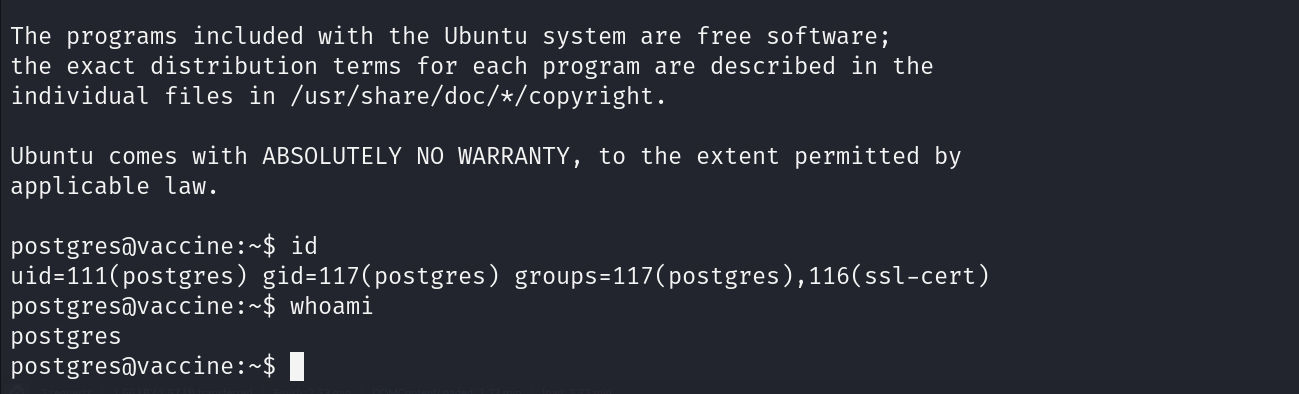 The programs included with the Ubuntu system are free software;
the exact distribution terms for each program are described in the
individual files in /usr/share/doc/*/copyright.
Ubuntu comes with ABSOLUTELY NO WARRANTY, to the extent permitted by
applicable law.
postgres@vaccine:~$ id
uid=111(postgres) gid=117(postgres) groups=117(postgres),116(ssl-cert)
postgres@vaccine:~$ whoami
postgres
postgres@vaccine:~$